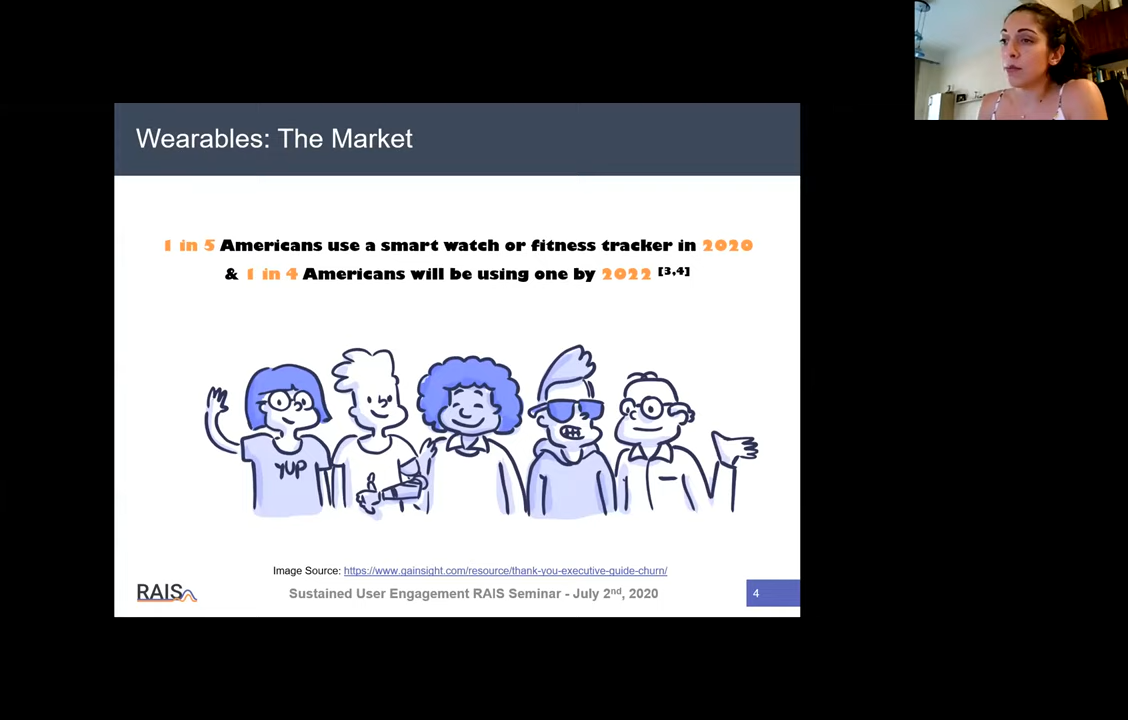 Wearables: The Market
1 in 5 Americans use a smart watch or fitness tracker in 2020
& 1 in 4 Americans will be using one by 2022 [3,4]
YUP
Image Source: https://www.gainsight.com/resource/thank-you-executive-guide-churn/
RAIS
Sustained User Engagement RAIS Seminar - July 2nd, 2020
4